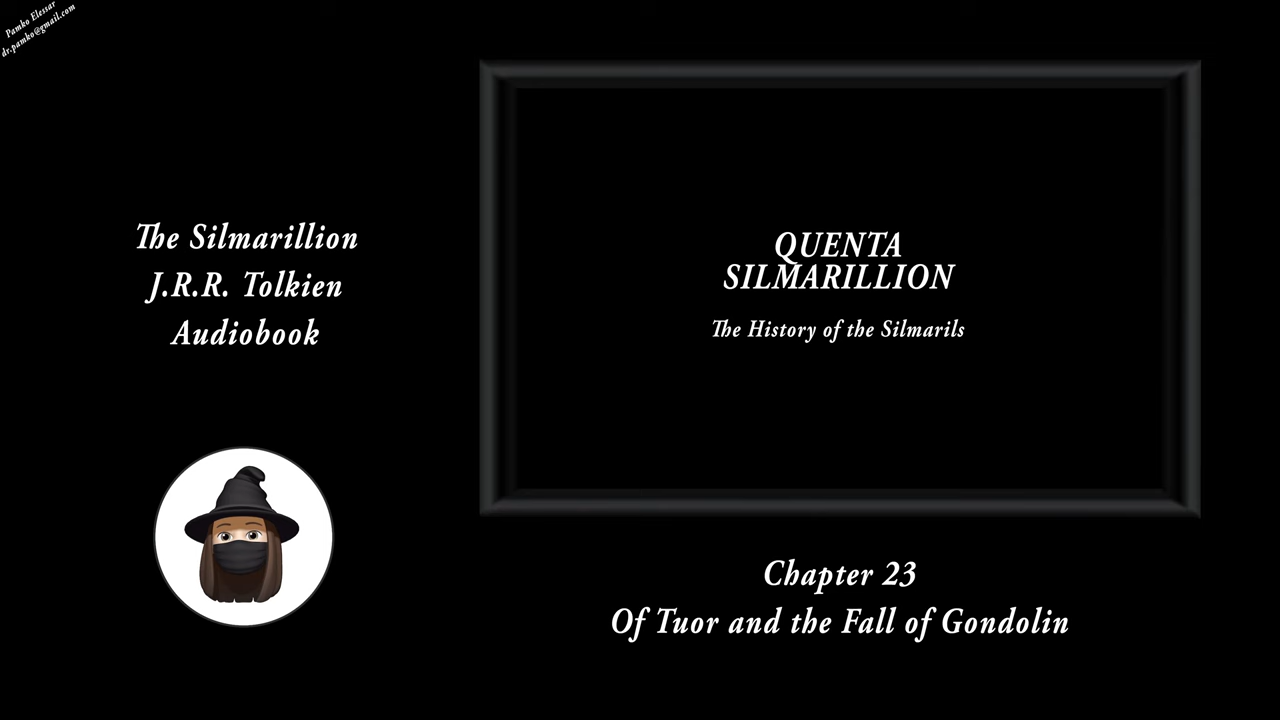 Pamko Elessar
dr.pamko@gmail.com
The Silmarillion
J.R.R. Tolkien
Audiobook
QUENTA
SILMARILLION
The History of the Silmarils
Chapter 23
Of Tuor and the Fall of Gondolin